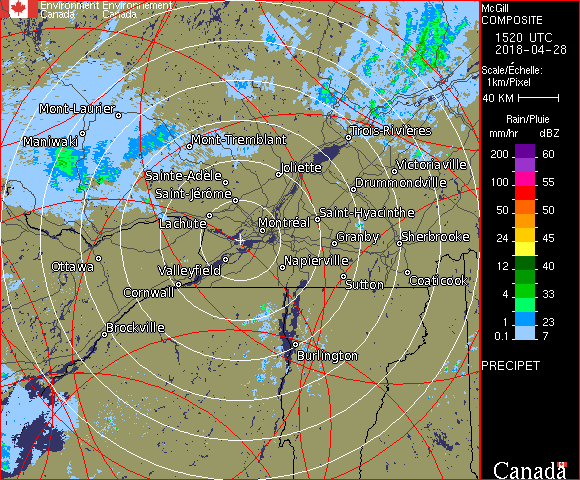 Environment Environnement
Canada Canada
McGill
COMPOSITE
1520 UTC
2018-04-28
Scale/Échelle:
1km/Pixel
40 KM
Rain/Pluie
mm/hr dBZ
200 60
100 55
50 50
24 45
12 40
4 33
1 23
0.1 7
PRECIPET
Canada
Mont-Laurier
Maniwaki
Mont-Tremblant
Trois-Rivières
Sainte-Adèle
Joliette
Victoriaville
Saint-Jérôme
Drummondville
Lachute
Montréal
Saint-Hyacinthe
Granby
Sherbrooke
Ottawa
Valleyfield
Napierville
Cornwall
Sutton
Coaticook
Brockville
Burlington